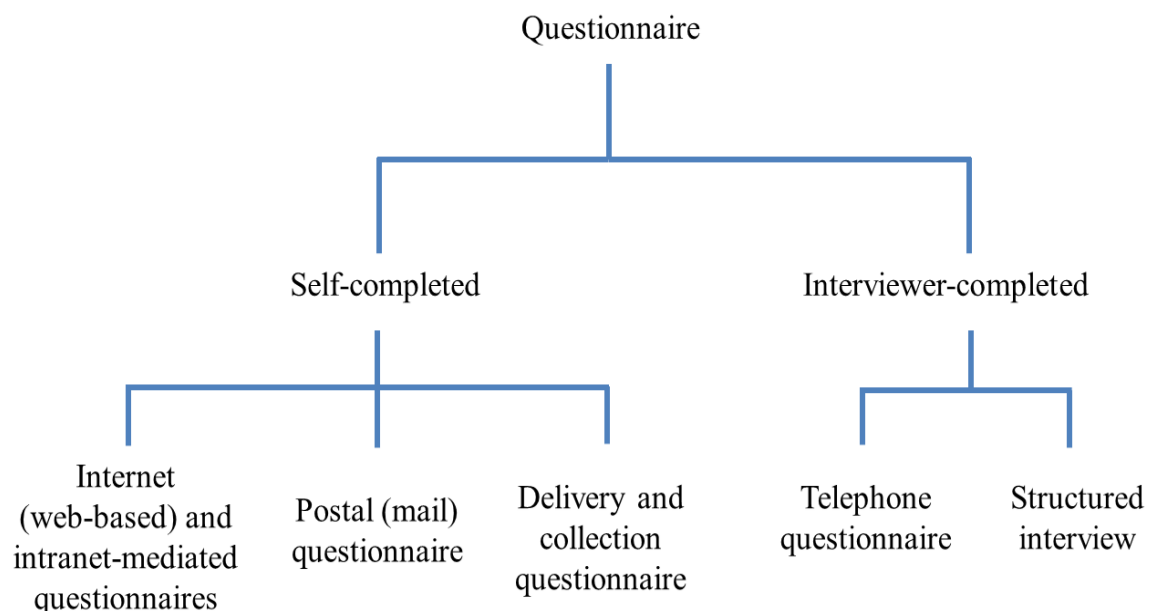 Questionnaire
Self-completed
Interviewer-completed
Internet
(web-based) and
intranet-mediated
questionnaires
Postal (mail)
questionnaire
Delivery and
collection
questionnaire
Telephone
questionnaire
Structured
interview